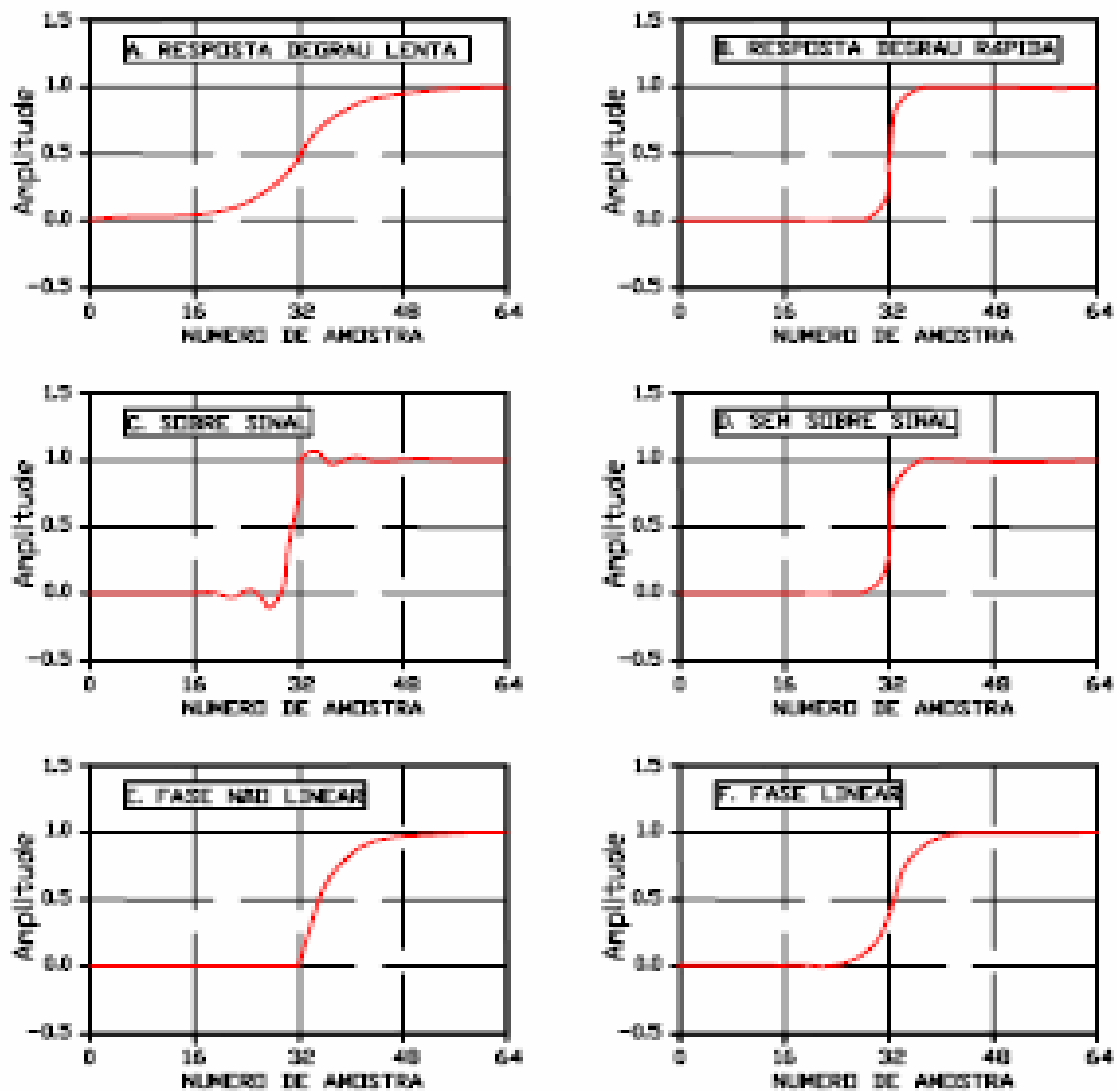 A. RESPOSTA DEGRAU LENTA
1.5
1.0
0.5
0.0
-0.5
Amplitude
0 16 32 48 64
NUMERO DE AMOSTRA
B. RESPOSTA DEGRAU RÁPIDA
1.5
1.0
0.5
0.0
-0.5
Amplitude
0 16 32 48 64
NUMERO DE AMOSTRA
C. SOBRE SINAL
1.5
1.0
0.5
0.0
-0.5
Amplitude
0 16 32 48 64
NUMERO DE AMOSTRA
D. SEM SOBRE SINAL
1.5
1.0
0.5
0.0
-0.5
Amplitude
0 16 32 48 64
NUMERO DE AMOSTRA
E. FASE NÃO LINEAR
1.5
1.0
0.5
0.0
-0.5
Amplitude
0 16 32 48 64
NUMERO DE AMOSTRA
F. FASE LINEAR
1.5
1.0
0.5
0.0
-0.5
Amplitude
0 16 32 48 64
NUMERO DE AMOSTRA